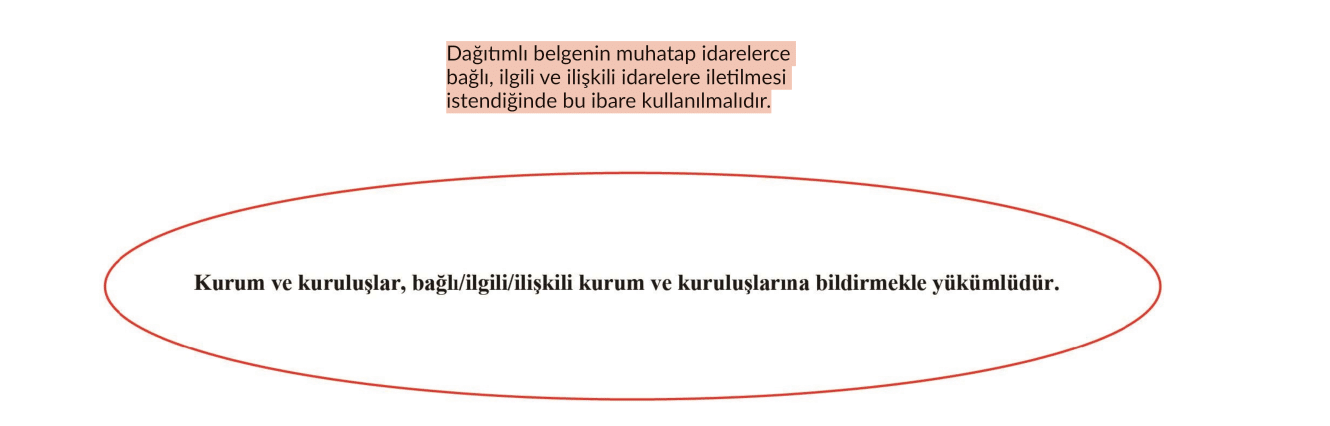 Dağıtımlı belgenin muhatap idarelerce
bağlı, ilgili ve ilişkili idarelere iletilmesi
istendiğinde bu ibare kullanılmalıdır.
Kurum ve kuruluşlar, bağlı/ilgili/ilişkili kurum ve kuruluşlarına bildirmekle yükümlüdür.